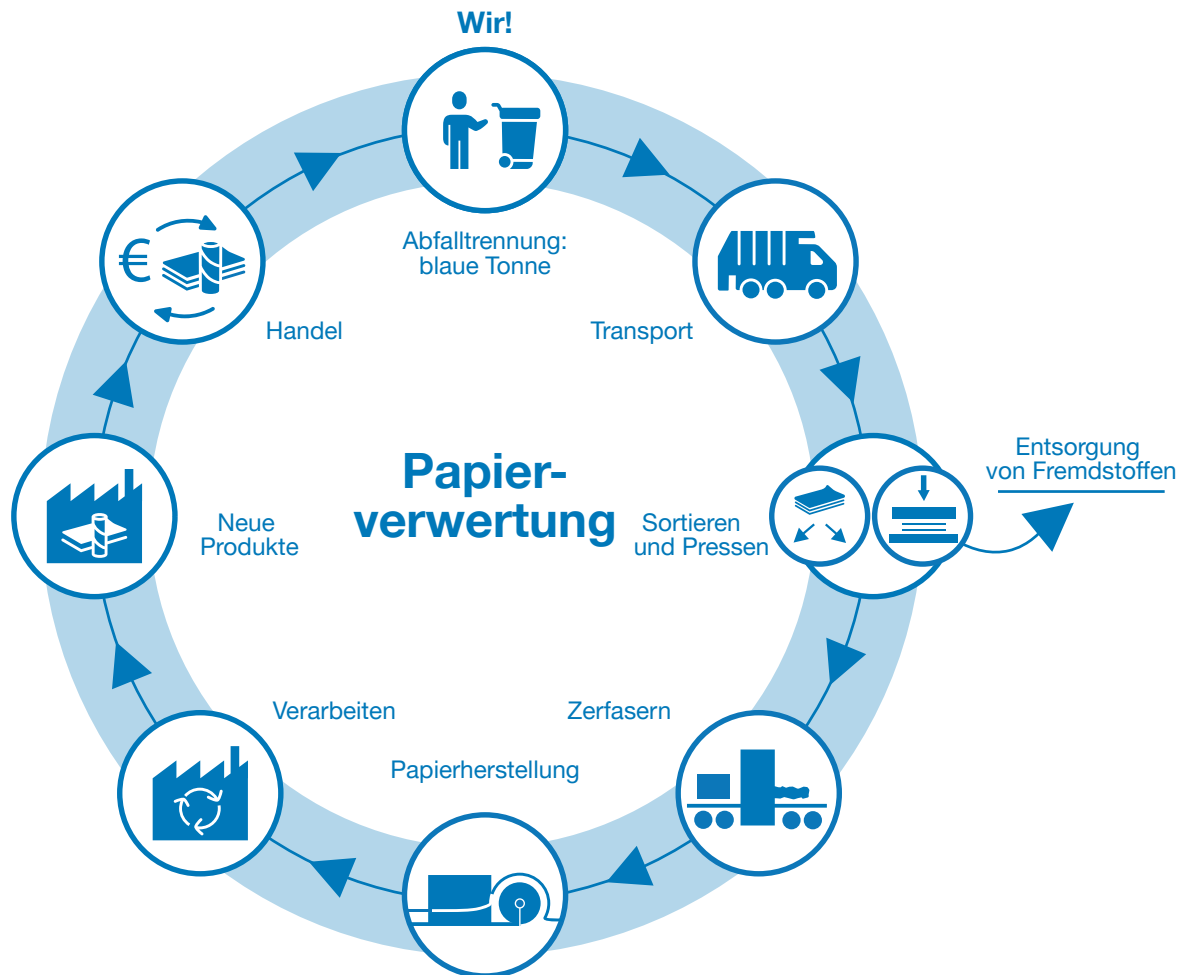 Wir!
Abfalltrennung:
blaue Tonne
Transport
Entsorgung
von Fremdstoffen
Sortieren
und Pressen
Zerfasern
Papierherstellung
Verarbeiten
Neue
Produkte
Handel
€
Papier-
verwertung